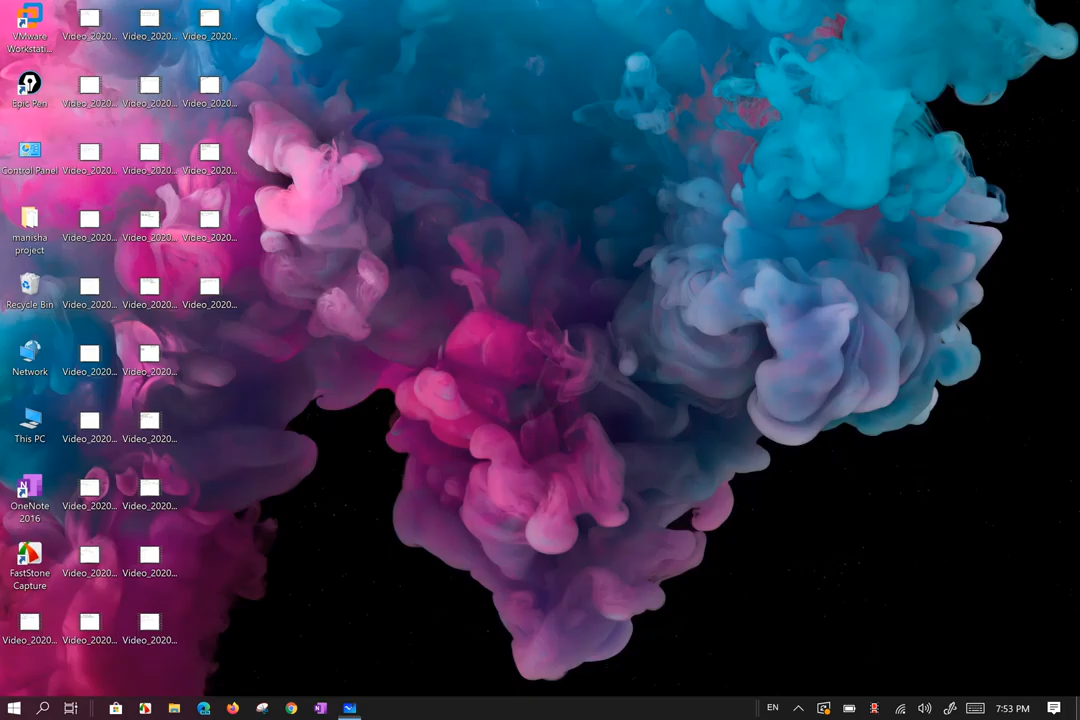 VMware
Workstati...
Video_2020...
Video_2020...
Video_2020...
Epic Pen
Video_2020...
Video_2020...
Video_2020...
Control Panel
Video_2020...
Video_2020...
Video_2020...
manisha
project
Video_2020...
Video_2020...
Video_2020...
Recycle Bin
Video_2020...
Video_2020...
Video_2020...
Network
Video_2020...
Video_2020...
This PC
Video_2020...
Video_2020...
OneNote
2016
Video_2020...
Video_2020...
FastStone
Capture
Video_2020...
Video_2020...
Video_2020...
Video_2020...
Video_2020...
EN
7:53 PM